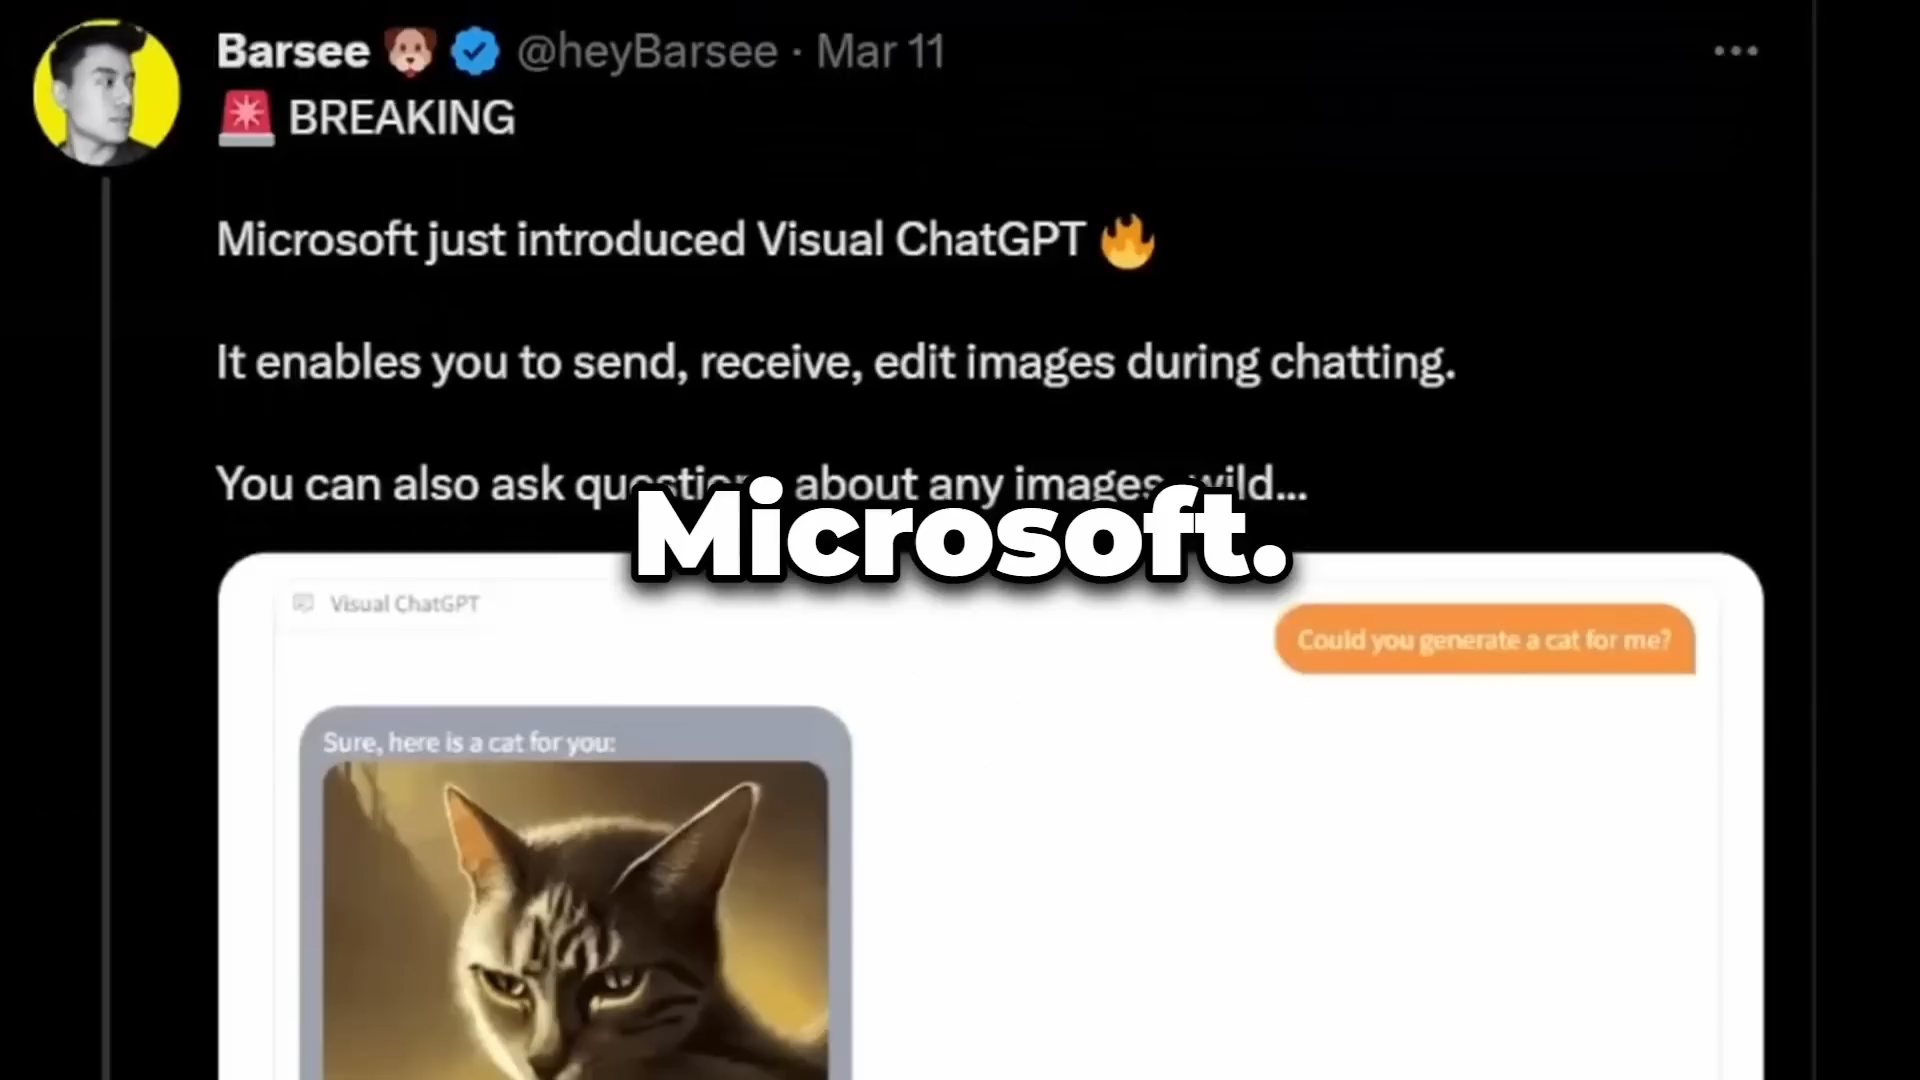 Barsee 🐶 @heyBarsee · Mar 11
🚨 BREAKING
Microsoft just introduced Visual ChatGPT 🔥
It enables you to send, receive, edit images during chatting.
You can also ask about any images wild...
Microsoft.
Visual ChatGPT
Could you generate a cat for me?
Sure, here is a cat for you: